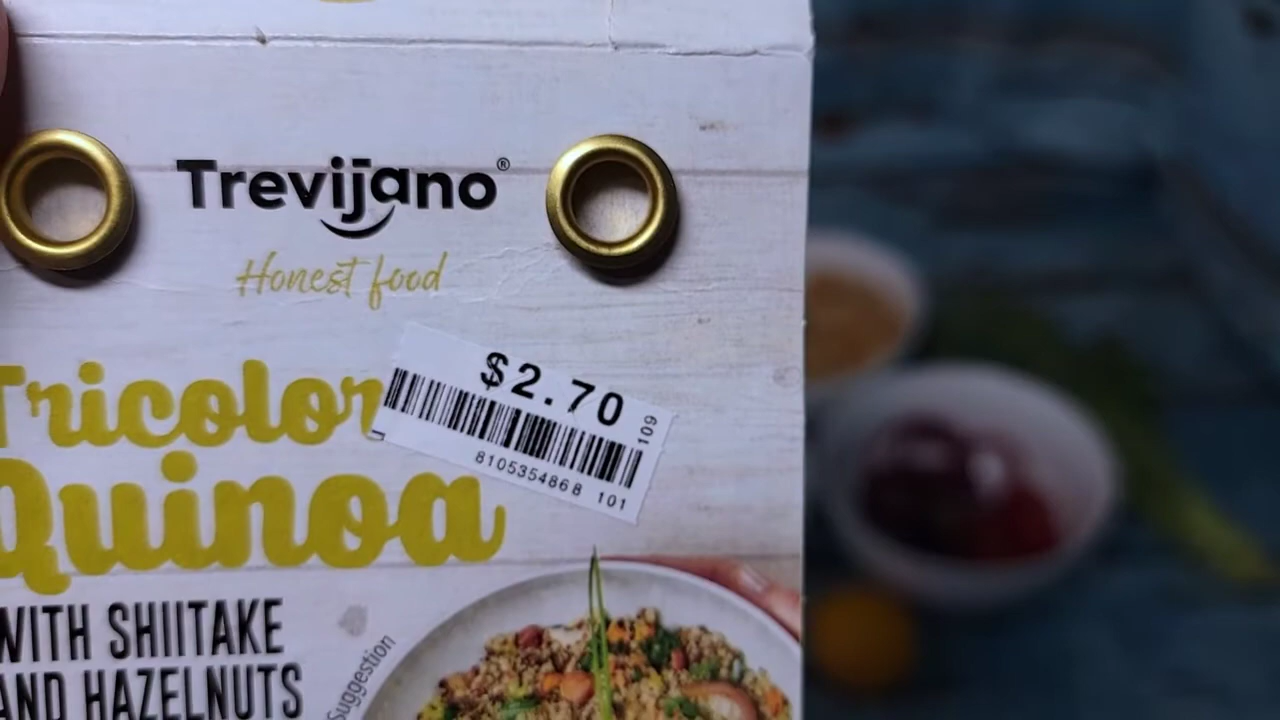 Trevijano®
Honest food
$2.70
109
8105354868 101
Tricolor
Quinoa
WITH SHIITAKE
AND HAZELNUTS
Suggestion